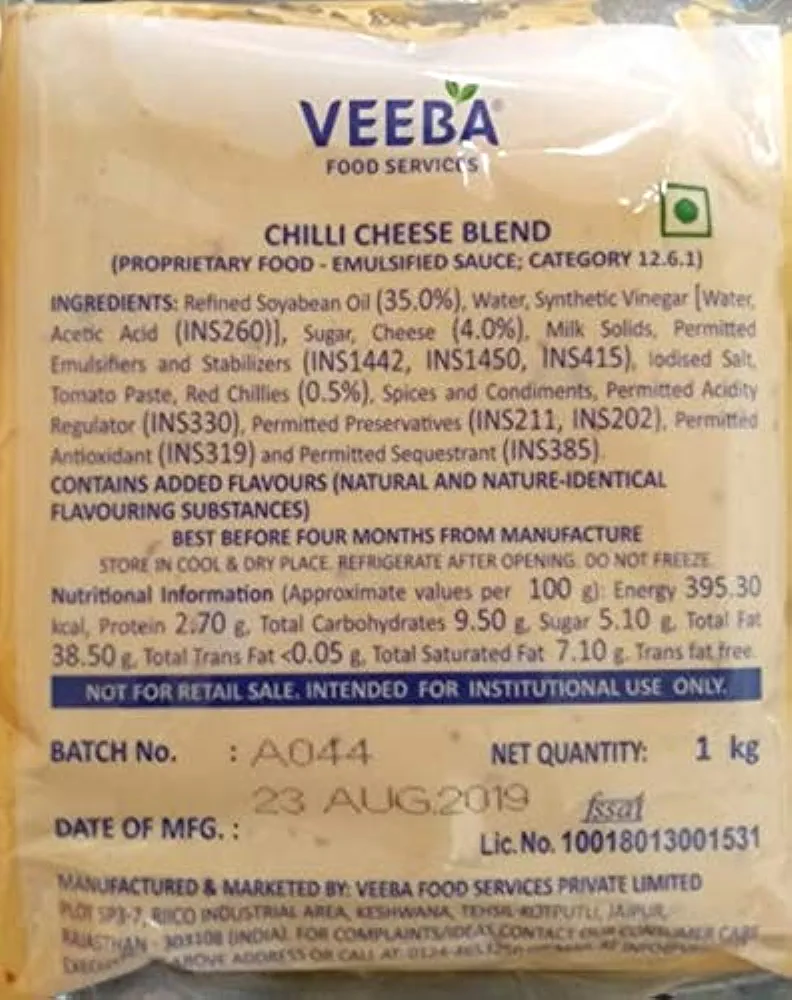 VEEBA
FOOD SERVICES
CHILLI CHEESE BLEND
(PROPRIETARY FOOD - EMULSIFIED SAUCE; CATEGORY 12.6.1)
INGREDIENTS: Refined Soyabean Oil (35.0%), Water, Synthetic Vinegar [Water,
Acetic Acid (INS260)], Sugar, Cheese (4.0%), Milk Solids, Permitted
Emulsifiers and Stabilizers (INS1442, INS1450, INS415), Iodised Salt,
Tomato Paste, Red Chillies (0.5%), Spices and Condiments, Permitted Acidity
Regulator (INS330), Permitted Preservatives (INS211, INS202), Permitted
Antioxidant (INS319) and Permitted Sequestrant (INS385).
CONTAINS ADDED FLAVOURS (NATURAL AND NATURE-IDENTICAL
FLAVOURING SUBSTANCES)
BEST BEFORE FOUR MONTHS FROM MANUFACTURE
STORE IN COOL & DRY PLACE. REFRIGERATE AFTER OPENING. DO NOT FREEZE.
Nutritional Information (Approximate values per 100 g): Energy 395.30
kcal, Protein 2.70 g, Total Carbohydrates 9.50 g, Sugar 5.10 g, Total Fat
38.50 g, Total Trans Fat <0.05 g, Total Saturated Fat 7.10 g. Trans fat free.
NOT FOR RETAIL SALE. INTENDED FOR INSTITUTIONAL USE ONLY.
BATCH No. : A044
NET QUANTITY: 1 kg
23 AUG.2019
DATE OF MFG. :
fssai
Lic. No. 10018013001531
MANUFACTURED & MARKETED BY: VEEBA FOOD SERVICES PRIVATE LIMITED
PLOT SP3-7, RIICO INDUSTRIAL AREA, KESHWANA, TEHSIL-KOTPUTLI, JAIPUR,
RAJASTHAN - 303108 (INDIA). FOR COMPLAINTS/IDEAS CONTACT OUR CONSUMER CARE
ABOVE ADDRESS OR CALL AT